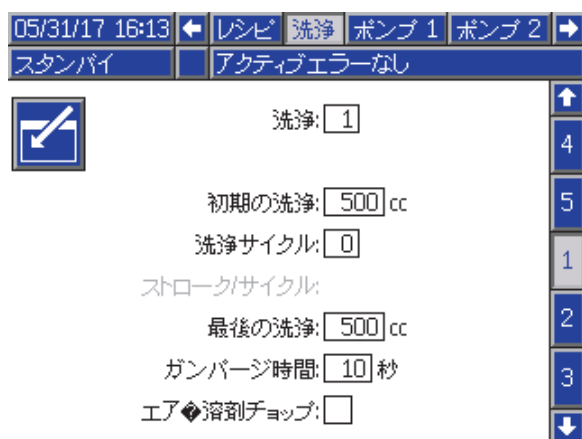 05/31/17 16:13 レシピ 洗浄 ポンプ 1 ポンプ 2
スタンバイ アクティブエラーなし
洗浄: 1
4
初期の洗浄: 500 cc
5
洗浄サイクル: 0
1
ストローク/サイクル:
最後の洗浄: 500 cc
2
ガンパージ時間: 10 秒
3
エア�溶剤チョップ: